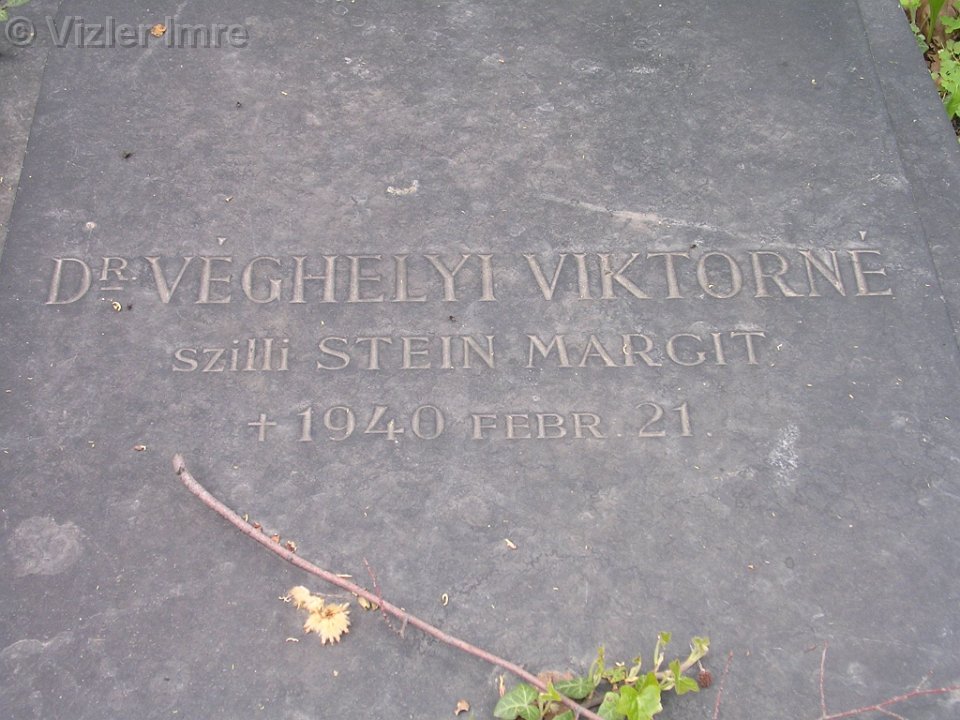 © Vizler Imre
DR. VÉGHELYI VIKTORNÉ
szilli STEIN MARGIT
+ 1940 FEBR. 21.